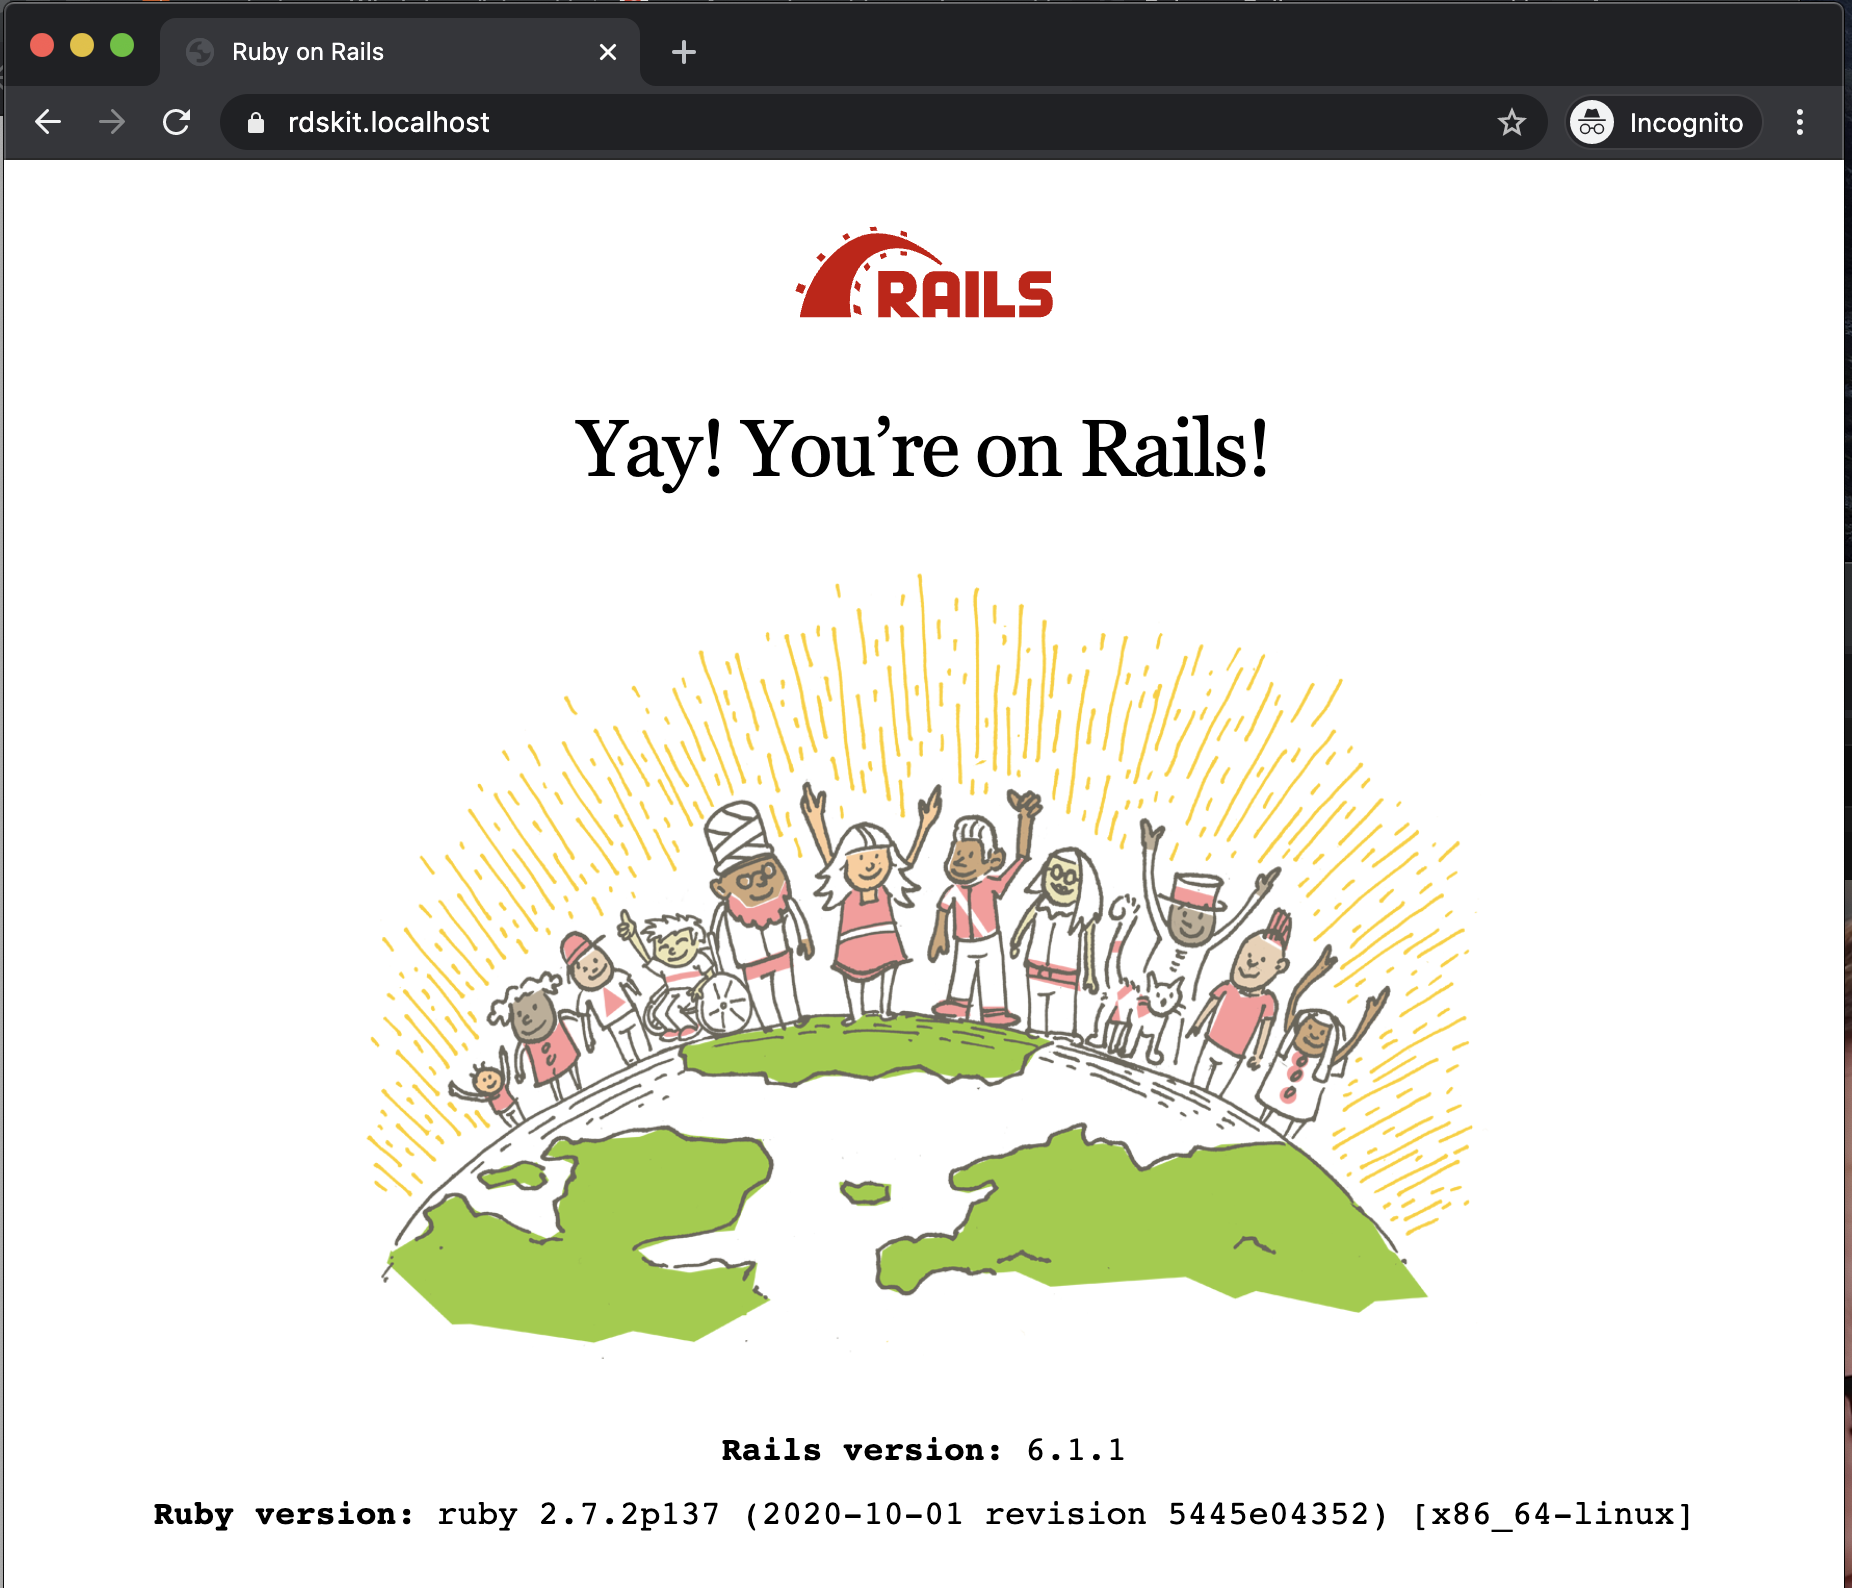 Ruby on Rails
rdskit.localhost
Incognito
RAILS
Yay! You’re on Rails!
Rails version: 6.1.1
Ruby version: ruby 2.7.2p137 (2020-10-01 revision 5445e04352) [x86_64-linux]